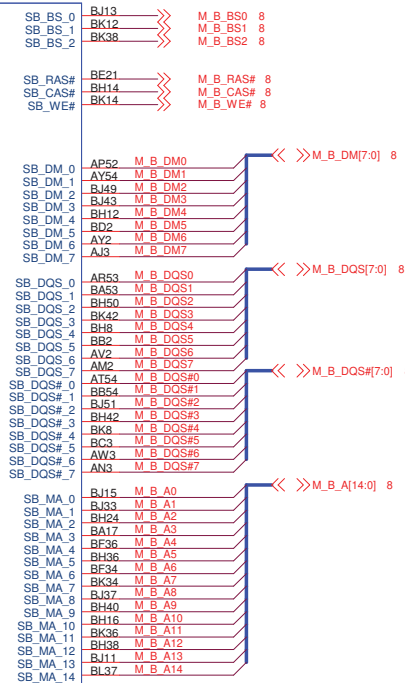 SB_BS_0 BJ13 M_B_BS0 8
SB_BS_1 BK12 M_B_BS1 8
SB_BS_2 BK38 M_B_BS2 8
SB_RAS# BE21 M_B_RAS# 8
SB_CAS# BH14 M_B_CAS# 8
SB_WE# BK14 M_B_WE# 8
M_B_DM[7:0] 8
SB_DM_0 AP52 M_B_DM0
SB_DM_1 AY54 M_B_DM1
SB_DM_2 BJ49 M_B_DM2
SB_DM_3 BJ43 M_B_DM3
SB_DM_4 BH12 M_B_DM4
SB_DM_5 BD2 M_B_DM5
SB_DM_6 AY2 M_B_DM6
SB_DM_7 AJ3 M_B_DM7
M_B_DQS[7:0] 8
SB_DQS_0 AR53 M_B_DQS0
SB_DQS_1 BA53 M_B_DQS1
SB_DQS_2 BH50 M_B_DQS2
SB_DQS_3 BK42 M_B_DQS3
SB_DQS_4 BH8 M_B_DQS4
SB_DQS_5 BB2 M_B_DQS5
SB_DQS_6 AV2 M_B_DQS6
SB_DQS_7 AM2 M_B_DQS7
M_B_DQS#[7:0]
SB_DQS#_0 AT54 M_B_DQS#0
SB_DQS#_1 BB54 M_B_DQS#1
SB_DQS#_2 BJ51 M_B_DQS#2
SB_DQS#_3 BH42 M_B_DQS#3
SB_DQS#_4 BK8 M_B_DQS#4
SB_DQS#_5 BC3 M_B_DQS#5
SB_DQS#_6 AW3 M_B_DQS#6
SB_DQS#_7 AN3 M_B_DQS#7
M_B_A[14:0] 8
SB_MA_0 BJ15 M_B_A0
SB_MA_1 BJ33 M_B_A1
SB_MA_2 BH24 M_B_A2
SB_MA_3 BA17 M_B_A3
SB_MA_4 BF36 M_B_A4
SB_MA_5 BH36 M_B_A5
SB_MA_6 BF34 M_B_A6
SB_MA_7 BK34 M_B_A7
SB_MA_8 BJ37 M_B_A8
SB_MA_9 BH40 M_B_A9
SB_MA_10 BH16 M_B_A10
SB_MA_11 BK36 M_B_A11
SB_MA_12 BH38 M_B_A12
SB_MA_13 BJ11 M_B_A13
SB_MA_14 BL37 M_B_A14